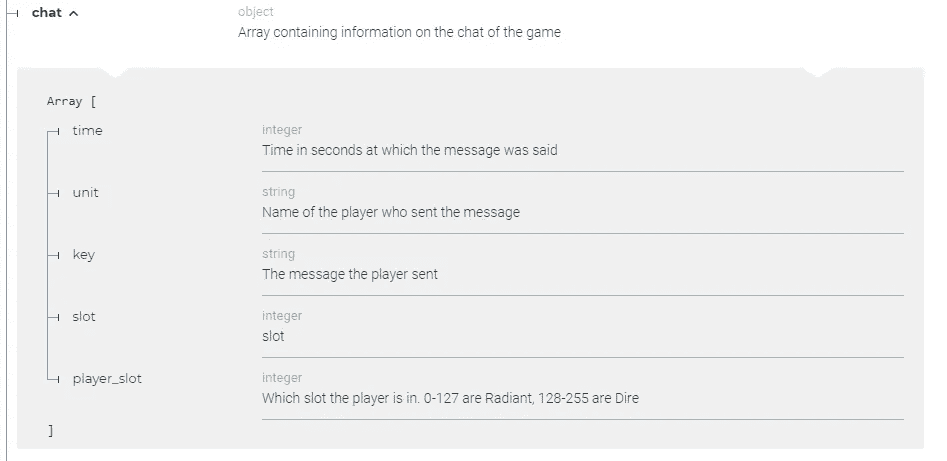 chat object
Array containing information on the chat of the game
Array [
time integer
Time in seconds at which the message was said
unit string
Name of the player who sent the message
key string
The message the player sent
slot integer
slot
player_slot integer
Which slot the player is in. 0-127 are Radiant, 128-255 are Dire
]